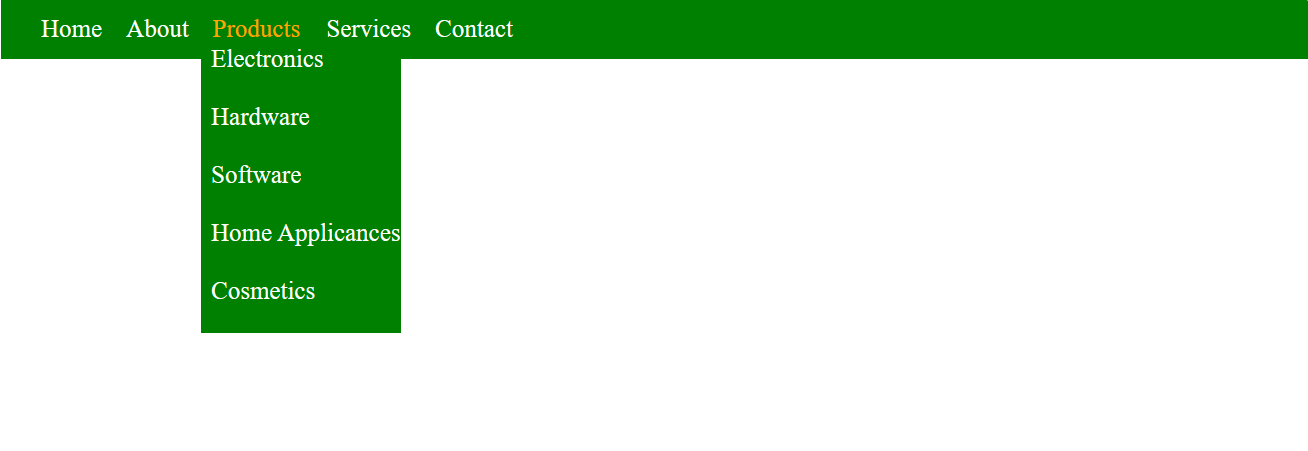 Home About Products Services Contact
Electronics
Hardware
Software
Home Applicances
Cosmetics